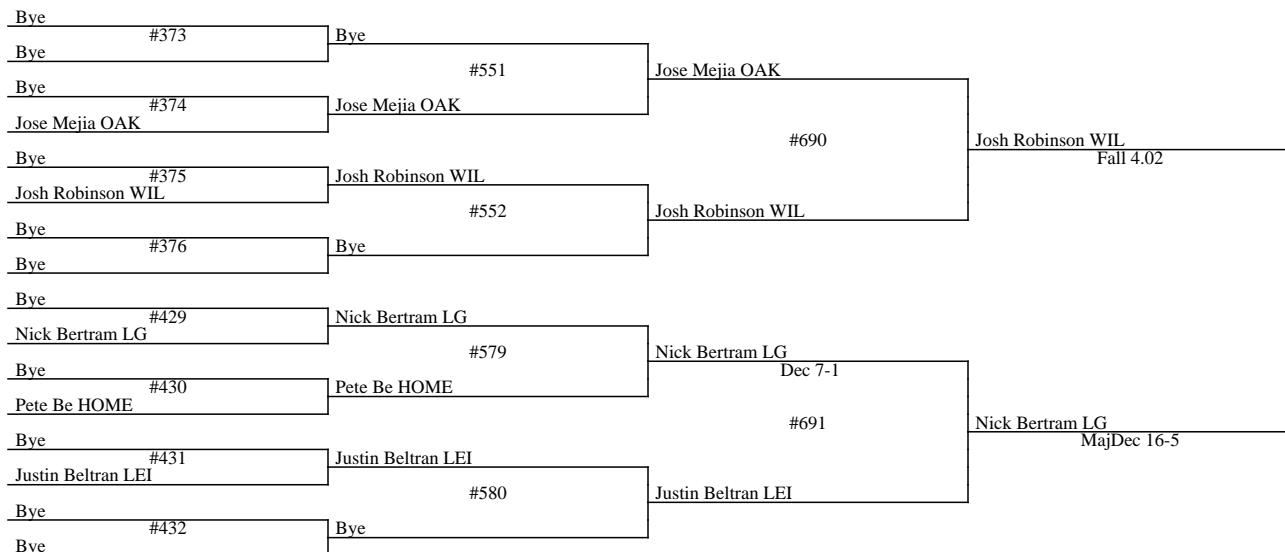 Bye
#373
Bye
Bye
#551
Jose Mejia OAK
Bye
#374
Jose Mejia OAK
Jose Mejia OAK
#690
Josh Robinson WIL
Fall 4.02
Bye
#375
Josh Robinson WIL
Josh Robinson WIL
#552
Josh Robinson WIL
Bye
#376
Bye
Bye
Bye
#429
Nick Bertram LG
Nick Bertram LG
#579
Nick Bertram LG
Dec 7-1
Bye
#430
Pete Be HOME
Pete Be HOME
#691
Nick Bertram LG
MajDec 16-5
Bye
#431
Justin Beltran LEI
Justin Beltran LEI
#580
Justin Beltran LEI
Bye
#432
Bye
Bye